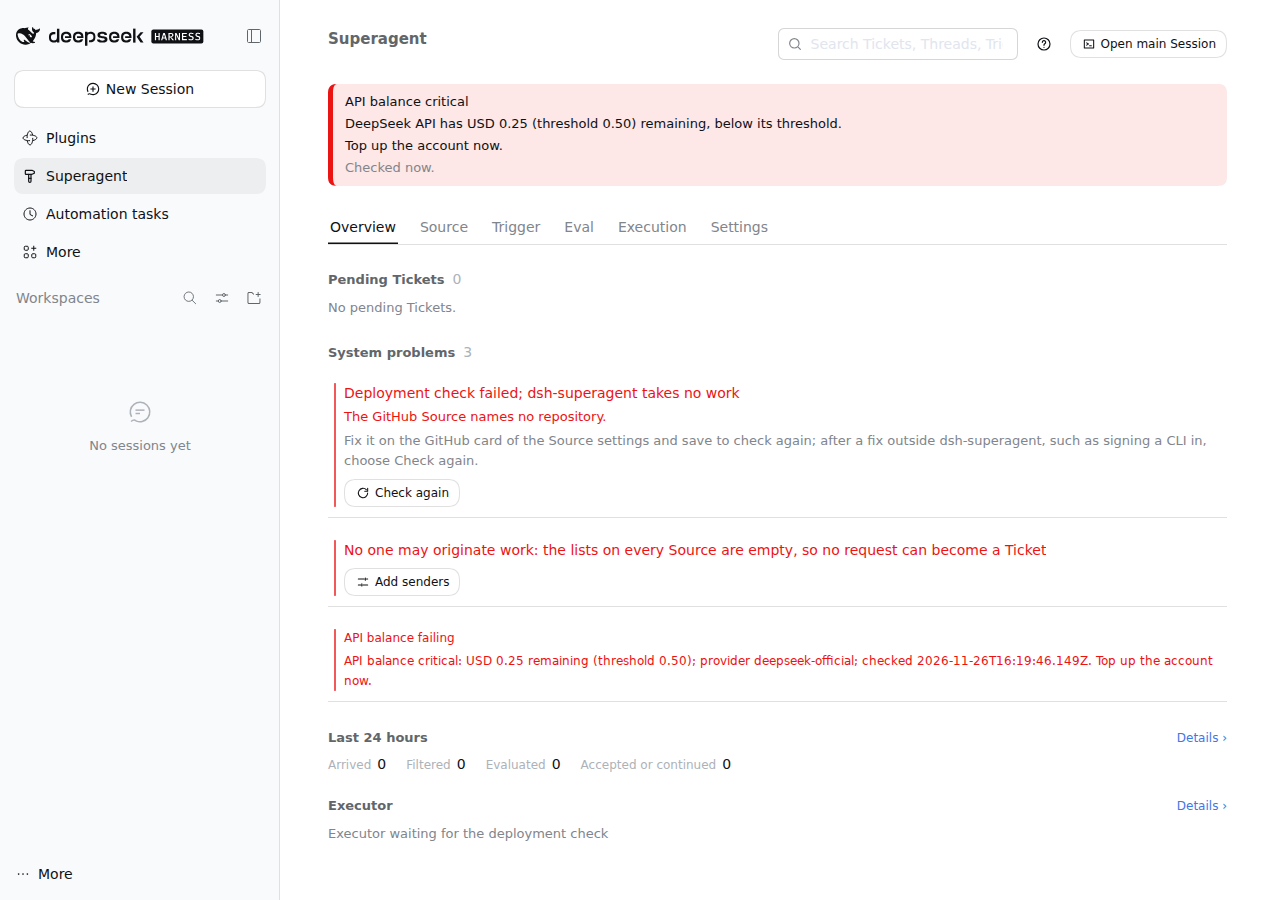 deepseek HARNESS
New Session
Plugins
Superagent
Automation tasks
More
Workspaces
No sessions yet
More
Superagent
Search Tickets, Threads, Tri
Open main Session
API balance critical
DeepSeek API has USD 0.25 (threshold 0.50) remaining, below its threshold.
Top up the account now.
Checked now.
Overview Source Trigger Eval Execution Settings
Pending Tickets 0
No pending Tickets.
System problems 3
Deployment check failed; dsh-superagent takes no work
The GitHub Source names no repository.
Fix it on the GitHub card of the Source settings and save to check again; after a fix outside dsh-superagent, such as signing a CLI in,
choose Check again.
Check again
No one may originate work: the lists on every Source are empty, so no request can become a Ticket
Add senders
API balance failing
API balance critical: USD 0.25 remaining (threshold 0.50); provider deepseek-official; checked 2026-11-26T16:19:46.149Z. Top up the account
now.
Last 24 hours Details ›
Arrived 0 Filtered 0 Evaluated 0 Accepted or continued 0
Executor Details ›
Executor waiting for the deployment check